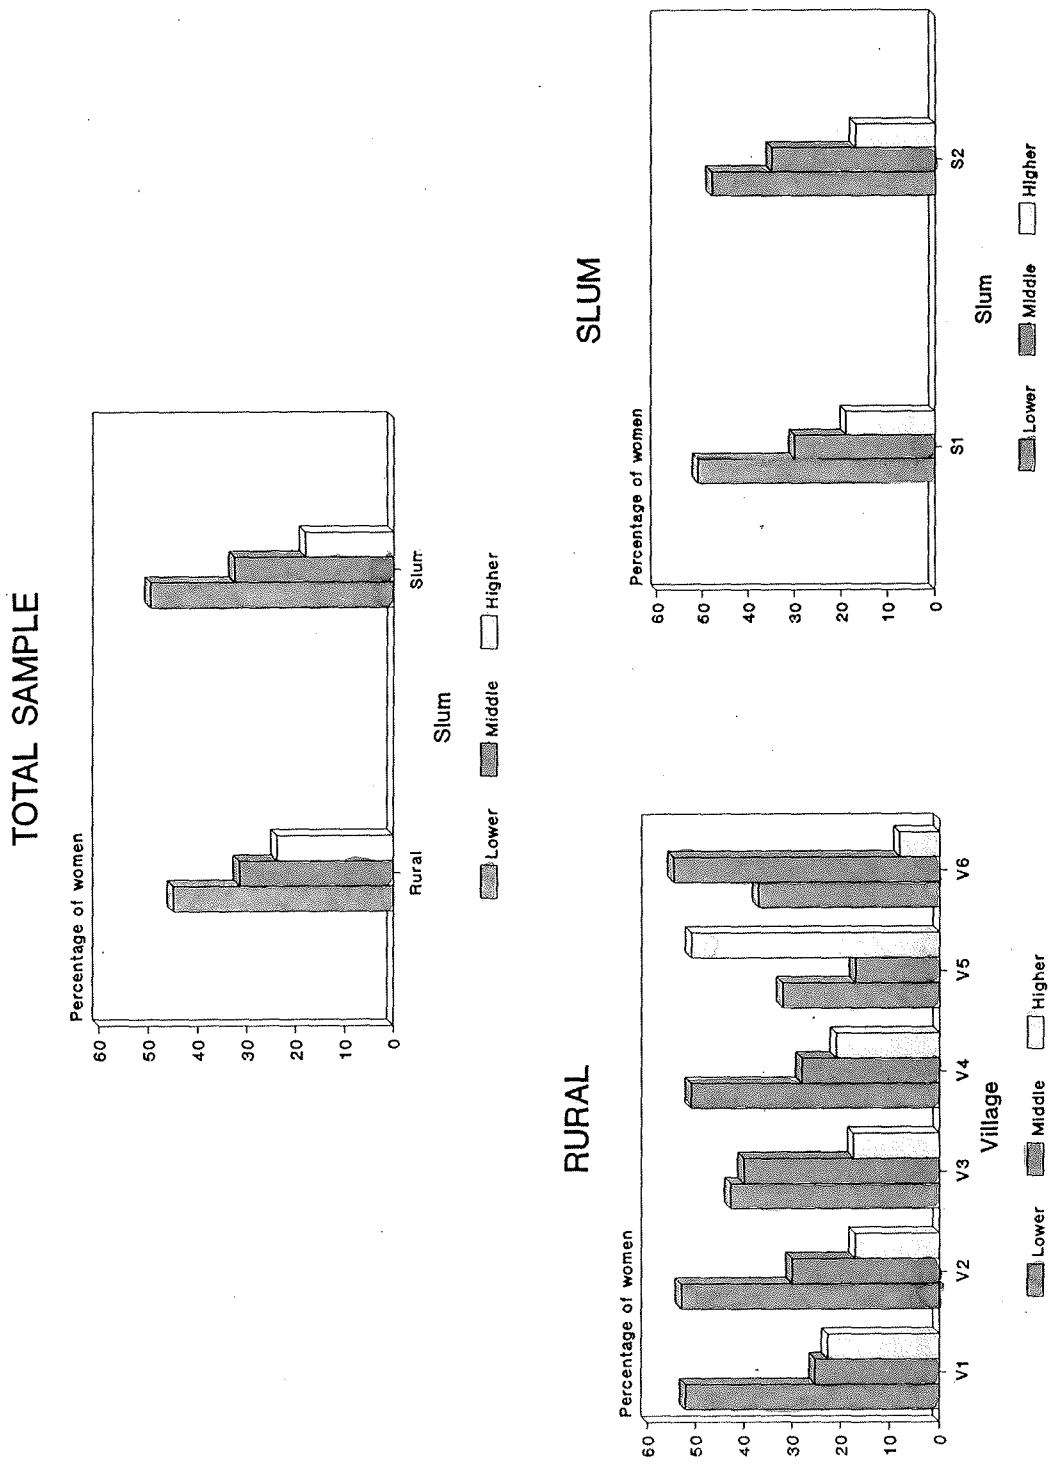 TOTAL SAMPLE
Percentage of women
60
50
40
30
20
10
0
Rural
Slum
Slum
Lower Middle Higher
RURAL
Percentage of women
60
50
40
30
20
10
0
V1 V2 V3 V4 V5 V6
Village
Lower Middle Higher
SLUM
Percentage of women
60
50
40
30
20
10
0
S1 S2
Slum
Lower Middle Higher